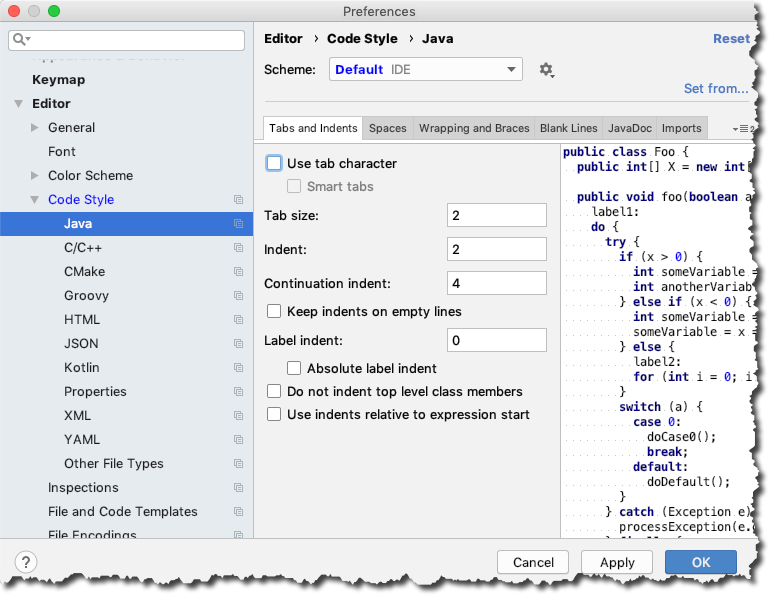 Preferences
Keymap
Editor
General
Font
Color Scheme
Code Style
Java
C/C++
CMake
Groovy
HTML
JSON
Kotlin
Properties
XML
YAML
Other File Types
Inspections
File and Code Templates
File Encodings
Editor › Code Style › Java
Reset
Scheme: Default IDE
Set from...
Tabs and Indents Spaces Wrapping and Braces Blank Lines JavaDoc Imports
Use tab character
Smart tabs
Tab size: 2
Indent: 2
Continuation indent: 4
Keep indents on empty lines
Label indent: 0
Absolute label indent
Do not indent top level class members
Use indents relative to expression start
public class Foo {
public int[] X = new int[
public void foo(boolean
label1:
do {
try {
if (x > 0) {
int someVariable =
int
} else if (x < 0) {
int someVariable =
someVariable = x =
} else {
label2:
for (int i = 0; i
}
switch (a) {
case 0:
doCase0();
break;
default:
doDefault();
}
} catch (Exception e)
processException(e.
? Cancel Apply OK